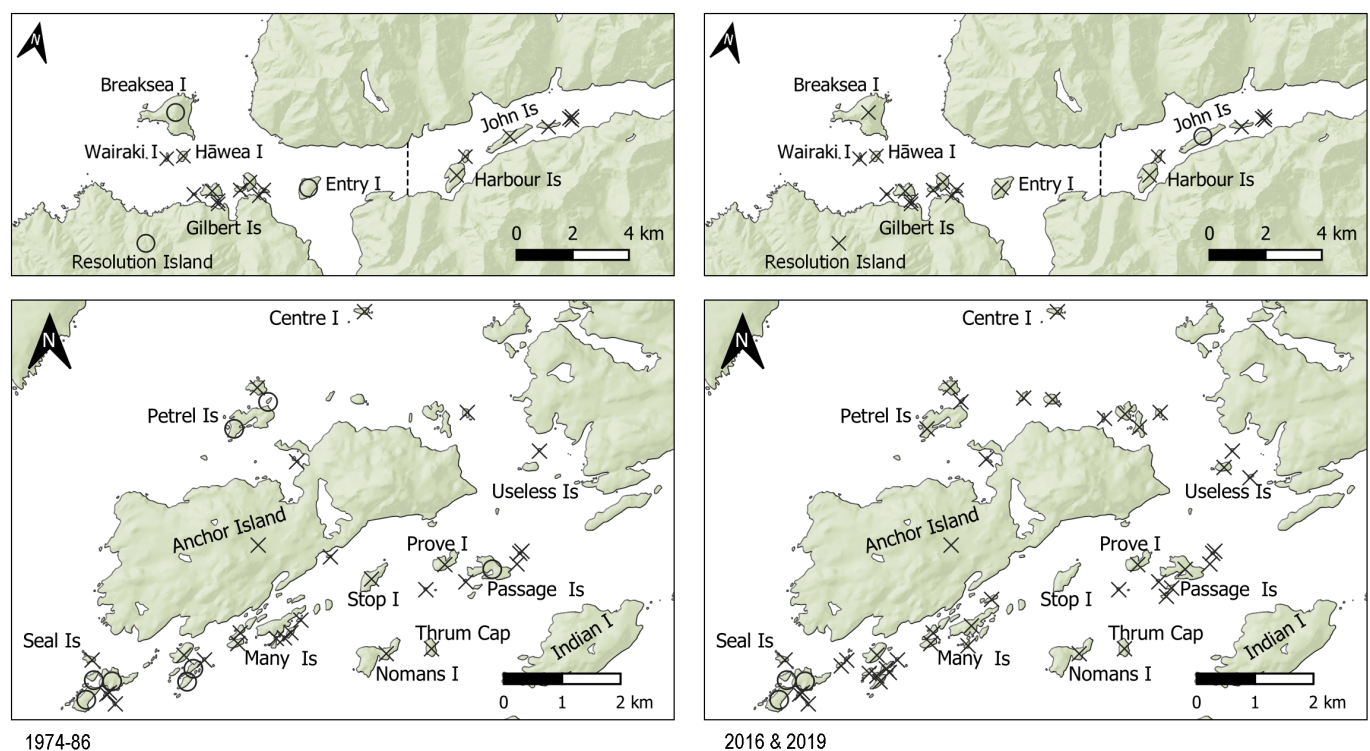 N
Breaksea I
John Is
Wairaki I
Hāwea I
Entry I
Harbour Is
Gilbert Is
0 2 4 km
Resolution Island
N
Breaksea I
John Is
Wairaki I
Hāwea I
Entry I
Harbour Is
Gilbert Is
0 2 4 km
Resolution Island
Centre I
N
Petrel Is
Useless Is
Anchor Island
Prove I
Stop I
Passage Is
Seal Is
Thrum Cap
Indian I
Many Is
Nomans I
0 1 2 km
Centre I
N
Petrel Is
Useless Is
Anchor Island
Prove I
Stop I
Passage Is
Seal Is
Thrum Cap
Indian I
Many Is
Nomans I
0 1 2 km
1974-86
2016 & 2019